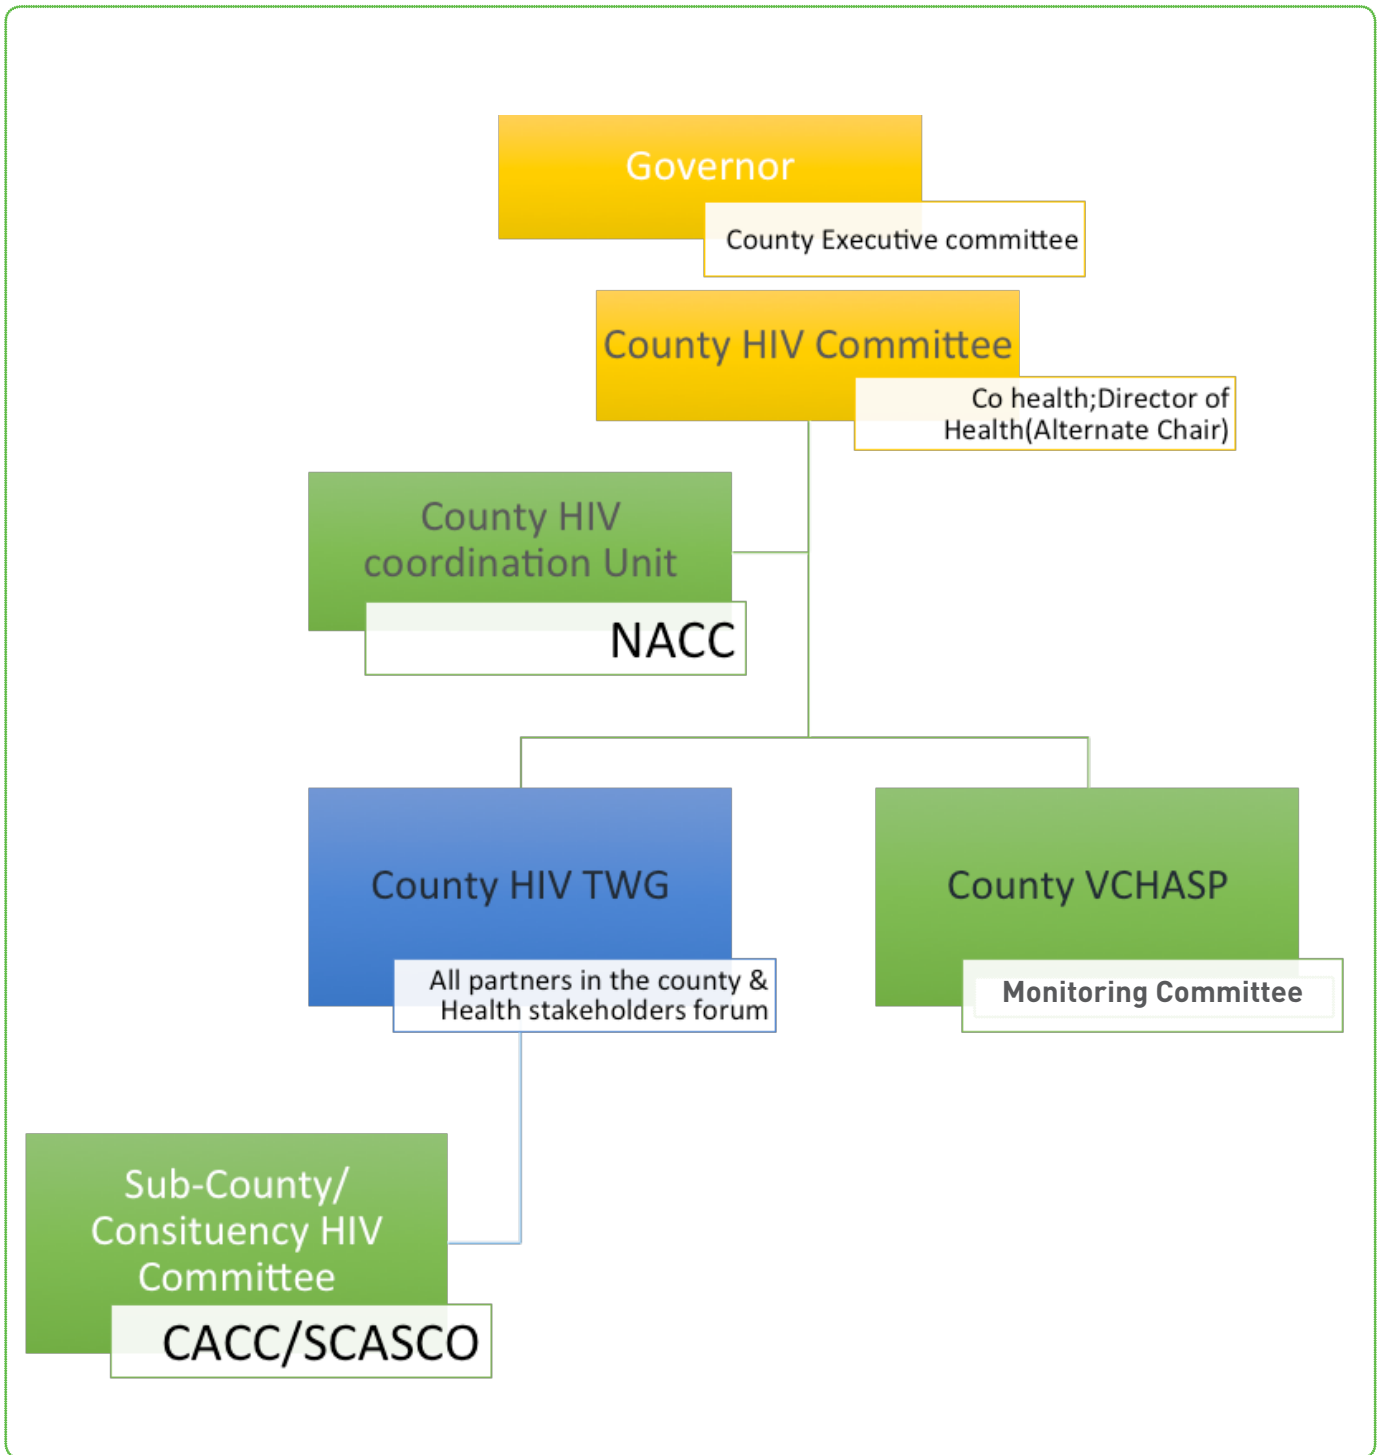 Governor
County Executive committee
County HIV Committee
Co health;Director of
Health(Alternate Chair)
County HIV
coordination Unit
NACC
County HIV TWG
All partners in the county &
Health stakeholders forum
County VCHASP
Monitoring Committee
Sub-County/
Consituency HIV
Committee
CACC/SCASCO